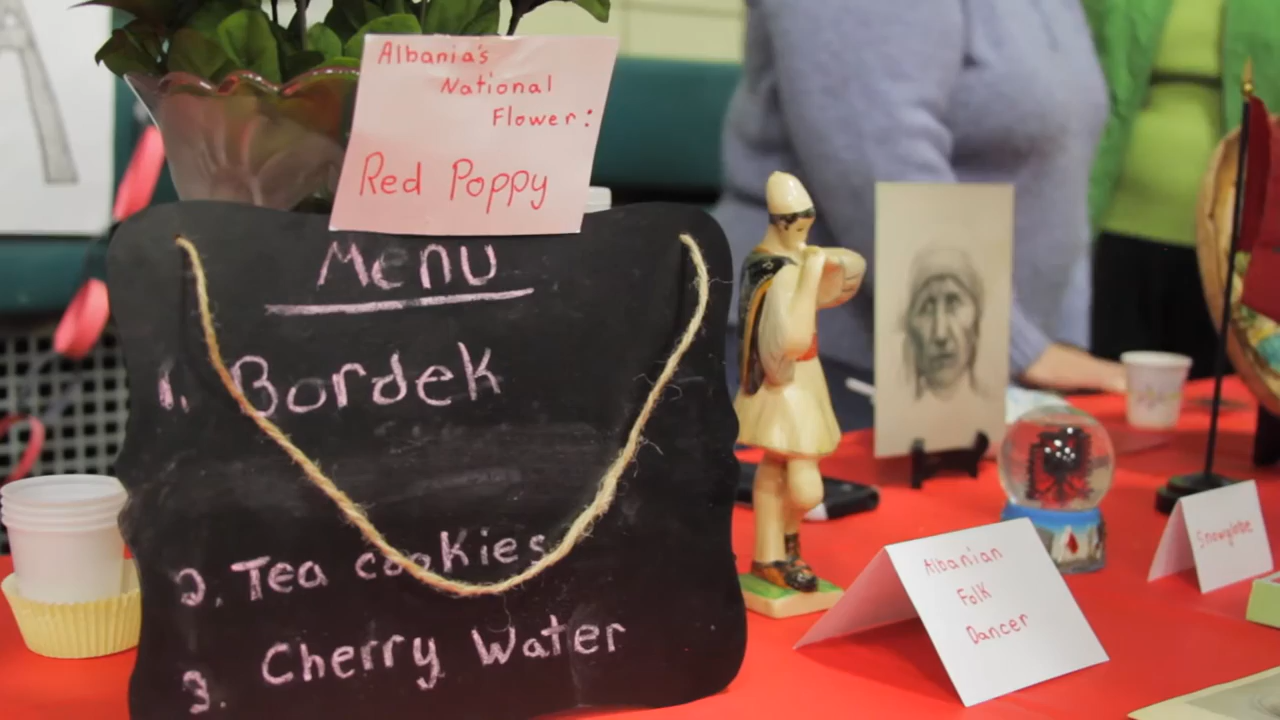 Albania's
National
Flower:
Red Poppy
Menu
1. Bordek
2. Tea cookies
3. Cherry Water
Albanian
Folk
Dancer
Snowglobe